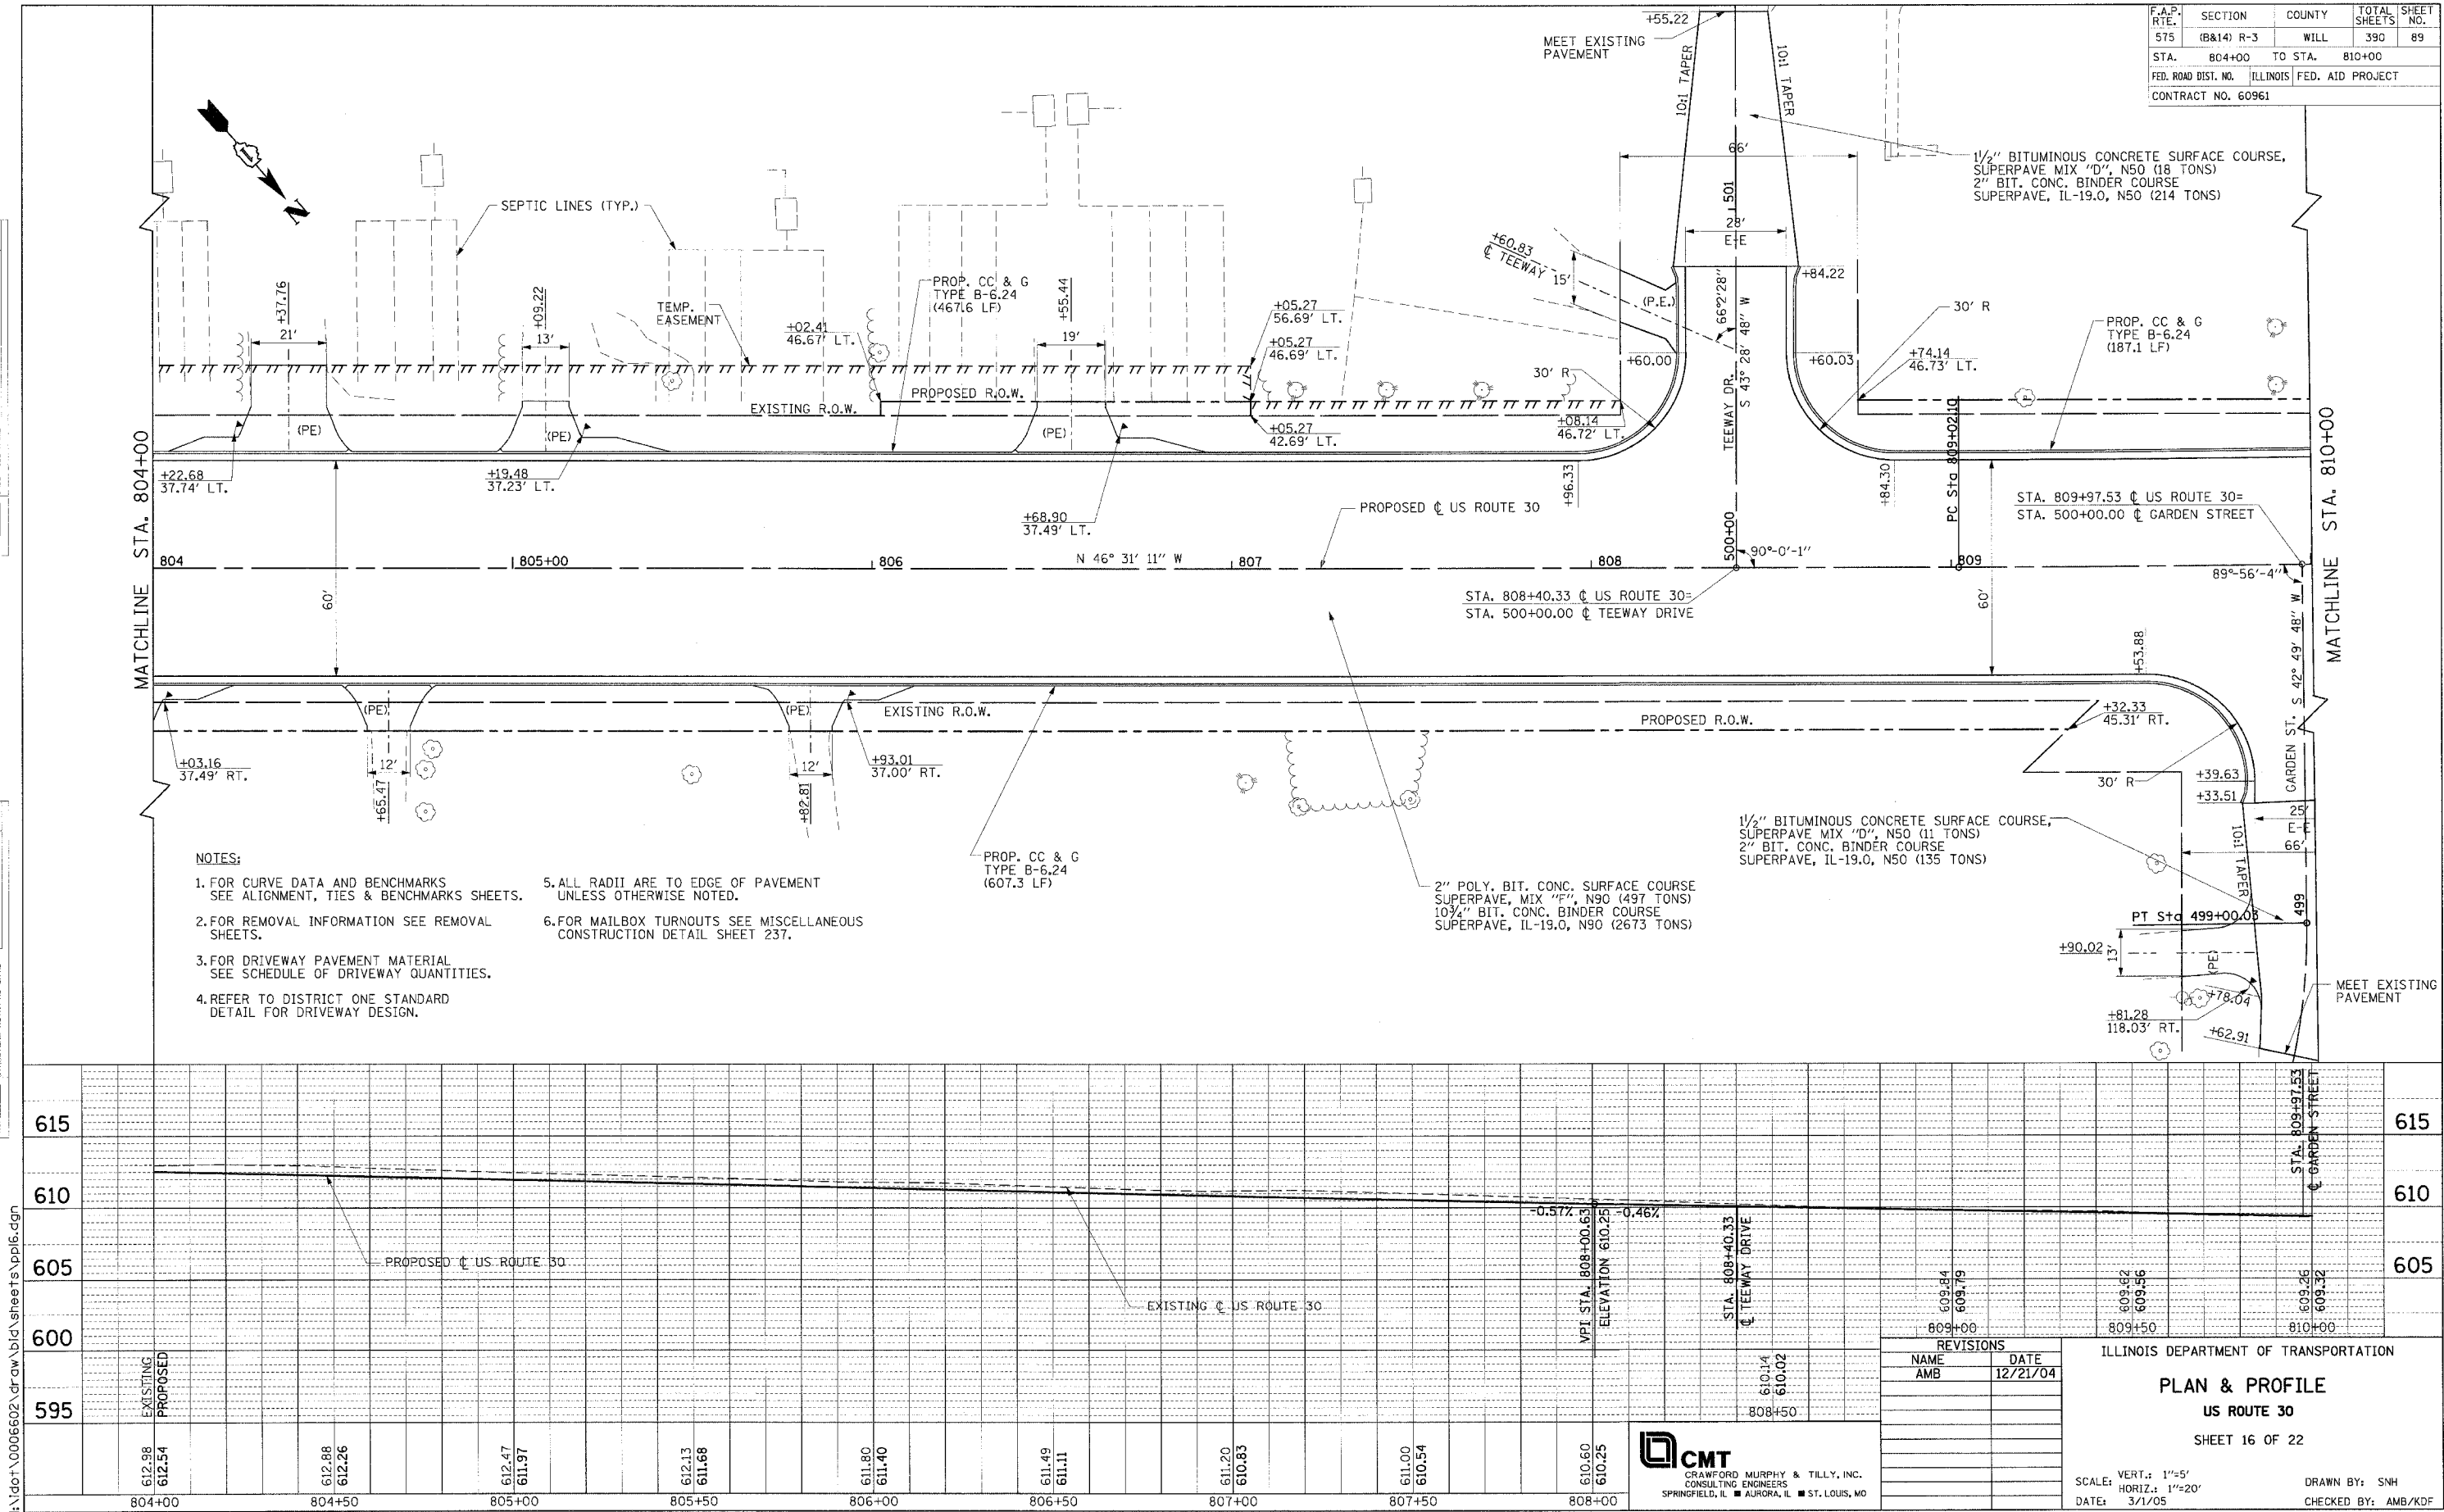 F.A.P. RTE. SECTION COUNTY TOTAL SHEETS SHEET NO.
575 (B&14) R-3 WILL 390 89
STA. 804+00 TO STA. 810+00
FED. ROAD DIST. NO. ILLINOIS FED. AID PROJECT
CONTRACT NO. 60961
+55.22
MEET EXISTING
PAVEMENT
10:1 TAPER
10:1 TAPER
66'
1 1/2" BITUMINOUS CONCRETE SURFACE COURSE,
SUPERPAVE MIX "D", N50 (18 TONS)
2" BIT. CONC. BINDER COURSE
SUPERPAVE, IL-19.0, N50 (214 TONS)
N
SEPTIC LINES (TYP.)
501
28'
E-E
+60.83
℄ TEEWAY
15'
(P.E.)
66°2'28"
S 43° 28' 48" W
TEEWAY DR.
+84.22
30' R
PROP. CC & G
TYPE B-6.24
(187.1 LF)
+37.76
21'
+09.22
13'
TEMP.
EASEMENT
+02.41
46.67' LT.
PROP. CC & G
TYPE B-6.24
(467.6 LF)
+55.44
19'
+05.27
56.69' LT.
+05.27
46.69' LT.
+60.00
+60.03
+74.14
46.73' LT.
30' R
PROPOSED R.O.W.
EXISTING R.O.W.
(PE)
(PE)
(PE)
+05.27
42.69' LT.
+08.14
46.72' LT.
MATCHLINE STA. 804+00
+22.68
37.74' LT.
+19.48
37.23' LT.
+68.90
37.49' LT.
+96.33
+84.30
PC Sta 809+02.10
PROPOSED ℄ US ROUTE 30
STA. 809+97.53 ℄ US ROUTE 30=
STA. 500+00.00 ℄ GARDEN STREET
MATCHLINE STA. 810+00
804
805+00
806
N 46° 31' 11" W
807
808
500+00
90°-0'-1"
809
89°-56'-4"
60'
60'
STA. 808+40.33 ℄ US ROUTE 30=
STA. 500+00.00 ℄ TEEWAY DRIVE
+53.88
GARDEN ST. S 42° 49' 48" W
(PE)
(PE)
EXISTING R.O.W.
PROPOSED R.O.W.
+32.33
45.31' RT.
+03.16
37.49' RT.
12'
+65.47
12'
+82.81
+93.01
37.00' RT.
30' R
+39.63
+33.51
25'
E-E
66'
10:1 TAPER
1 1/2" BITUMINOUS CONCRETE SURFACE COURSE,
SUPERPAVE MIX "D", N50 (11 TONS)
2" BIT. CONC. BINDER COURSE
SUPERPAVE, IL-19.0, N50 (135 TONS)
PROP. CC & G
TYPE B-6.24
(607.3 LF)
2" POLY. BIT. CONC. SURFACE COURSE
SUPERPAVE, MIX "F", N90 (497 TONS)
10 3/4" BIT. CONC. BINDER COURSE
SUPERPAVE, IL-19.0, N90 (2673 TONS)
499
PT Sta 499+00.03
+90.02
13'
(PE)
+78.04
+81.28
118.03' RT.
+62.91
MEET EXISTING
PAVEMENT
NOTES:
1. FOR CURVE DATA AND BENCHMARKS
SEE ALIGNMENT, TIES & BENCHMARKS SHEETS.
2. FOR REMOVAL INFORMATION SEE REMOVAL
SHEETS.
3. FOR DRIVEWAY PAVEMENT MATERIAL
SEE SCHEDULE OF DRIVEWAY QUANTITIES.
4. REFER TO DISTRICT ONE STANDARD
DETAIL FOR DRIVEWAY DESIGN.
5. ALL RADII ARE TO EDGE OF PAVEMENT
UNLESS OTHERWISE NOTED.
6. FOR MAILBOX TURNOUTS SEE MISCELLANEOUS
CONSTRUCTION DETAIL SHEET 237.
615
610
605
600
595
615
610
605
PROPOSED ℄ US ROUTE 30
EXISTING ℄ US ROUTE 30
-0.57%
-0.46%
VPI STA. 808+00.63
ELEVATION 610.25
STA. 808+40.33
℄ TEEWAY DRIVE
STA. 809+97.53
℄ GARDEN STREET
EXISTING
PROPOSED
612.98
612.54
804+00
612.88
612.26
804+50
612.47
611.97
805+00
612.13
611.68
805+50
611.80
611.40
806+00
611.49
611.11
806+50
611.20
610.83
807+00
611.00
610.54
807+50
610.60
610.25
808+00
610.14
610.02
808+50
609.84
609.79
809+00
609.62
609.56
809+50
609.26
609.32
810+00
CMT
CRAWFORD MURPHY & TILLY, INC.
CONSULTING ENGINEERS
SPRINGFIELD, IL ■ AURORA, IL ■ ST. LOUIS, MO
REVISIONS
NAME DATE
AMB 12/21/04
ILLINOIS DEPARTMENT OF TRANSPORTATION
PLAN & PROFILE
US ROUTE 30
SHEET 16 OF 22
SCALE: VERT.: 1"=5'
HORIZ.: 1"=20'
DATE: 3/1/05
DRAWN BY: SNH
CHECKED BY: AMB/KDF
:\idot\0006602\draw\bid\sheets\pp16.dgn